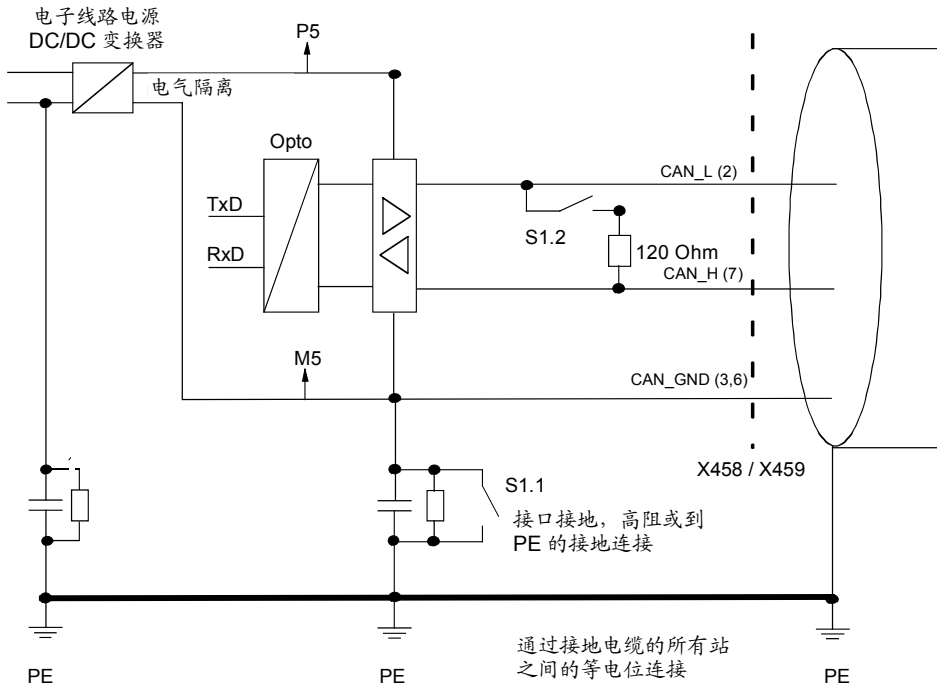 电子线路电源
DC/DC 变换器
P5
电气隔离
Opto
CAN_L (2)
TxD
S1.2
RxD
120 Ohm
CAN_H (7)
M5
CAN_GND (3,6)
X458 / X459
S1.1
接口接地，高阻或到
PE 的接地连接
通过接地电缆的所有站
之间的等电位连接
PE
PE
PE